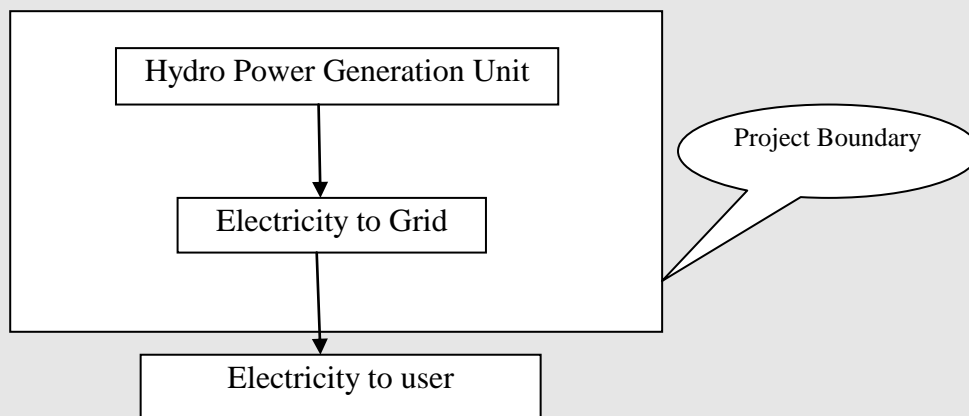 Hydro Power Generation Unit
Project Boundary
Electricity to Grid
Electricity to user